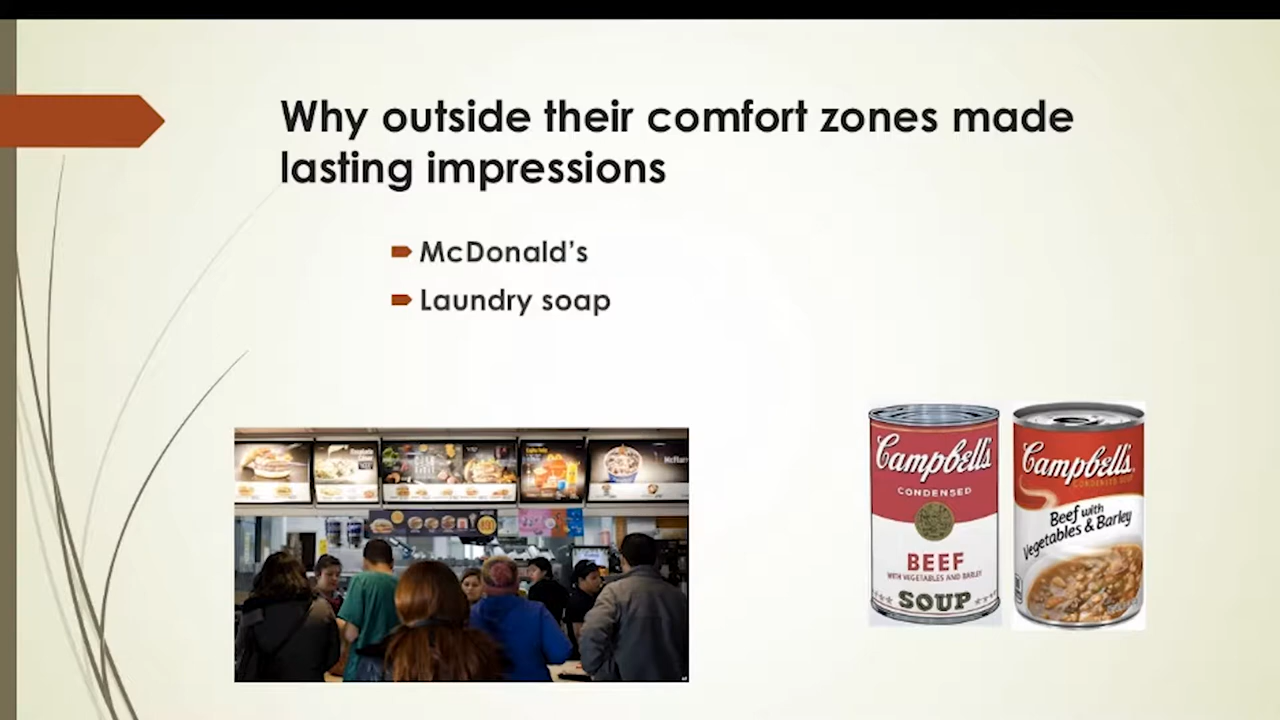 Why outside their comfort zones made
lasting impressions
McDonald’s
Laundry soap
Campbell's
CONDENSED
BEEF
WITH VEGETABLES AND BARLEY
SOUP
Campbell's
CONDENSED SOUP
Beef with
Vegetables & Barley